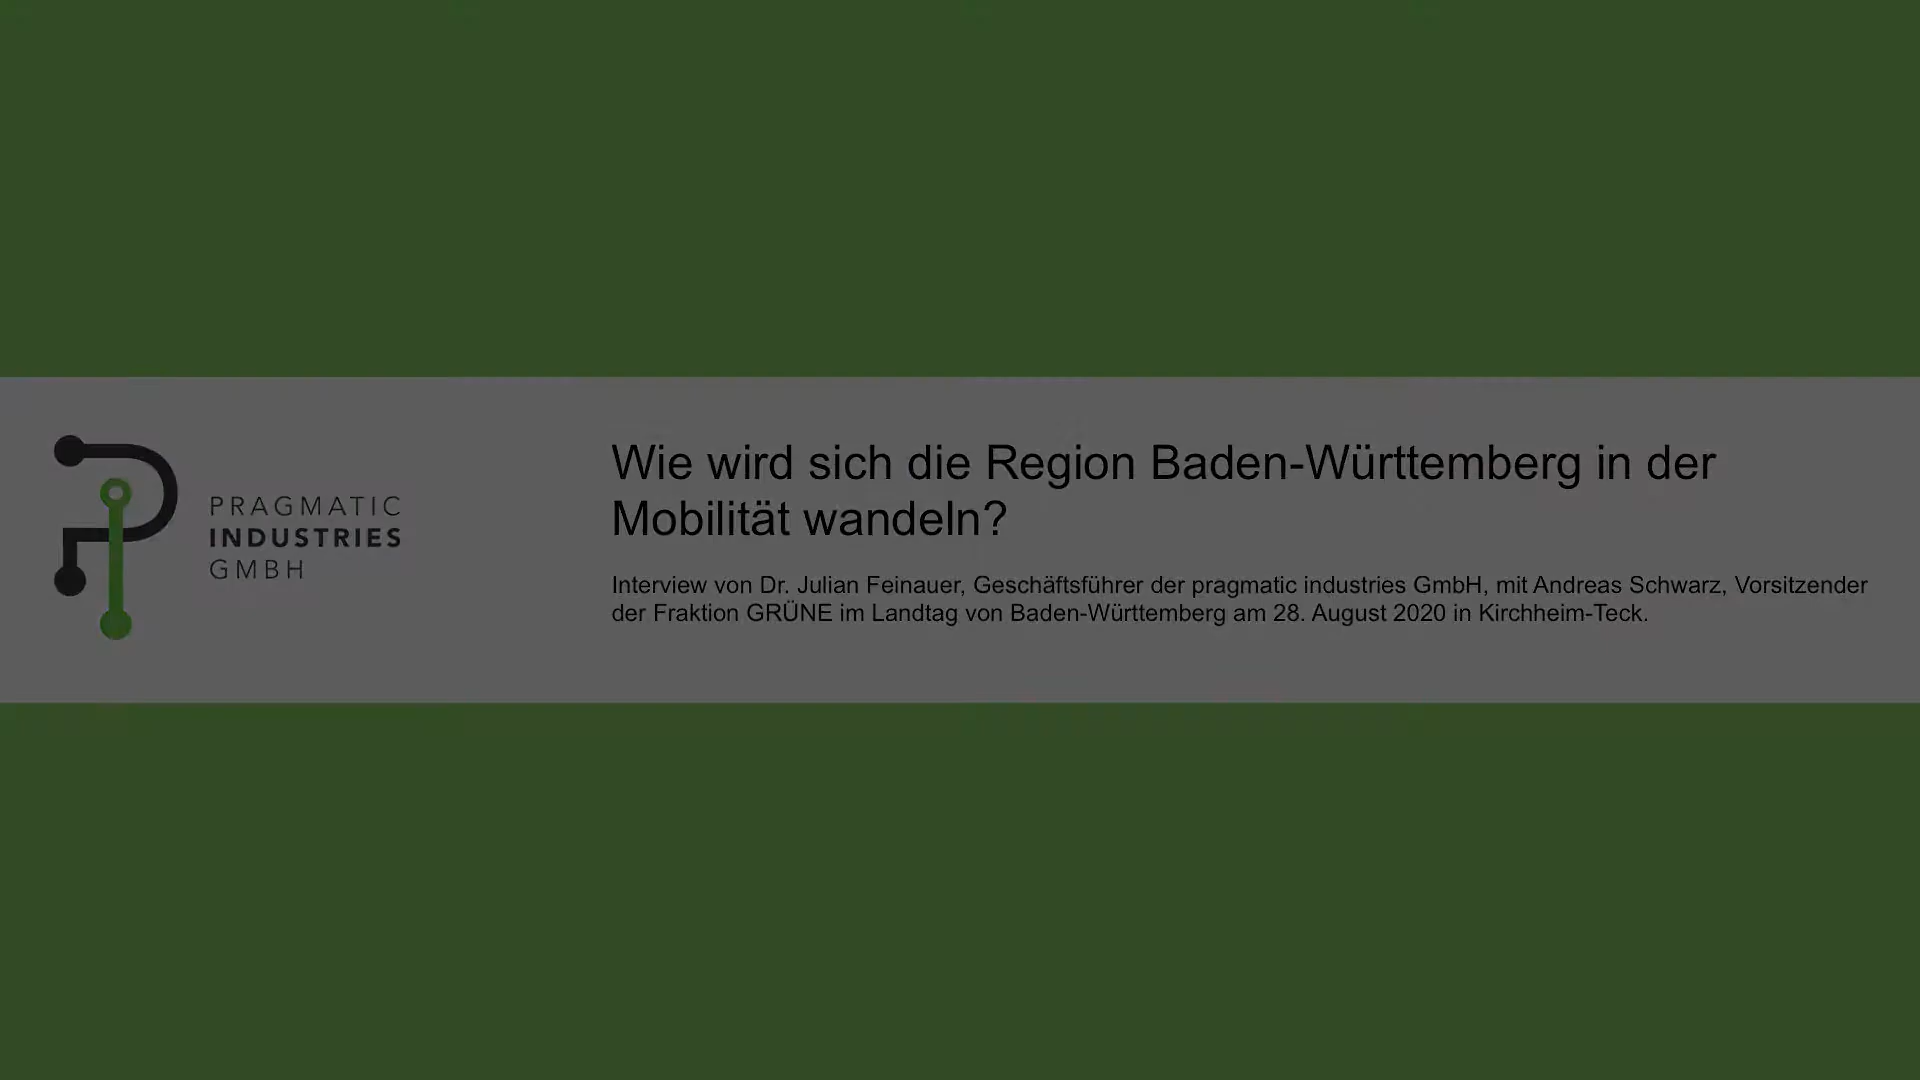 PRAGMATIC
INDUSTRIES
GMBH
Wie wird sich die Region Baden-Württemberg in der
Mobilität wandeln?
Interview von Dr. Julian Feinauer, Geschäftsführer der pragmatic industries GmbH, mit Andreas Schwarz, Vorsitzender
der Fraktion GRÜNE im Landtag von Baden-Württemberg am 28. August 2020 in Kirchheim-Teck.